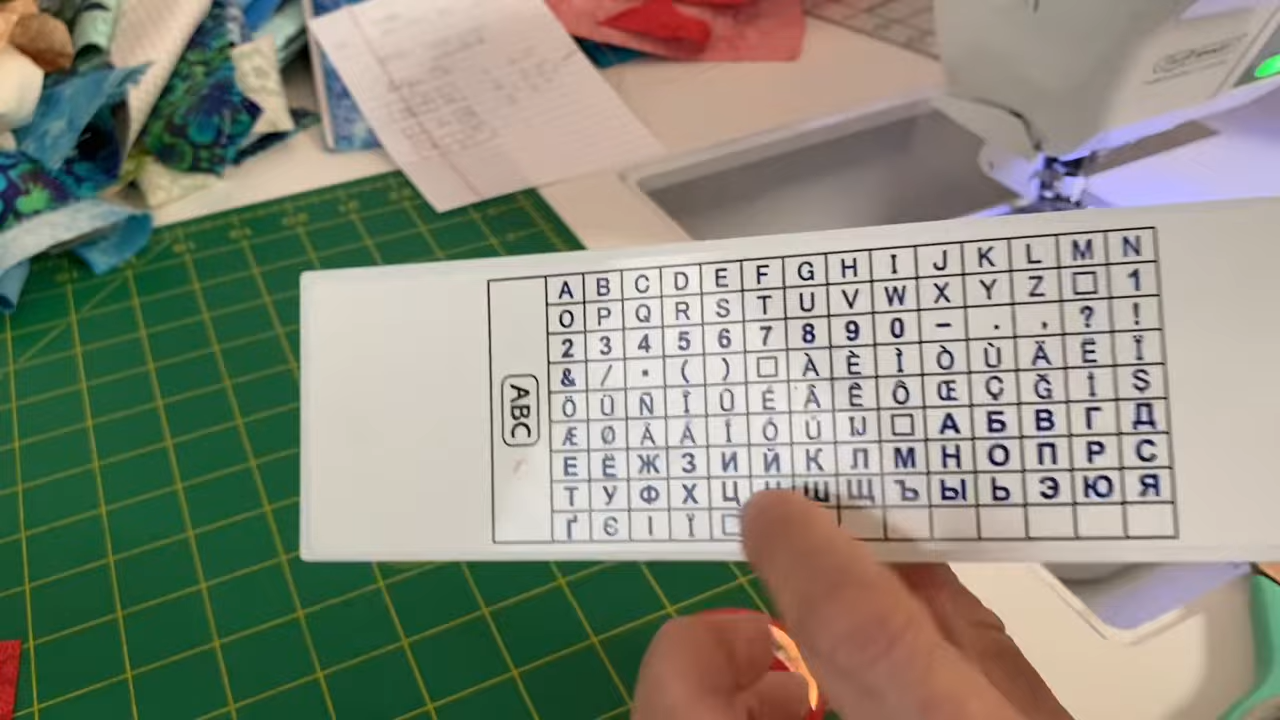 ABC
A B C D E F G H I J K L M N
O P Q R S T U V W X Y Z □ 1
2 3 4 5 6 7 8 9 0 – . , ? !
& / · ( ) □ À È Ì Ò Ù Ä Ë Ï
Ö Ü Ñ Î Û É Â Ê Ô Œ Ç Ğ İ Ş
Æ Ø Ã Á Í Ó Ú IJ □ А Б В Г Д
Е Ё Ж З И Й К Л М Н О П Р С
Т У Ф Х Ц Ч Ш Щ Ъ Ы Ь Э Ю Я
Ґ Є І Ї □